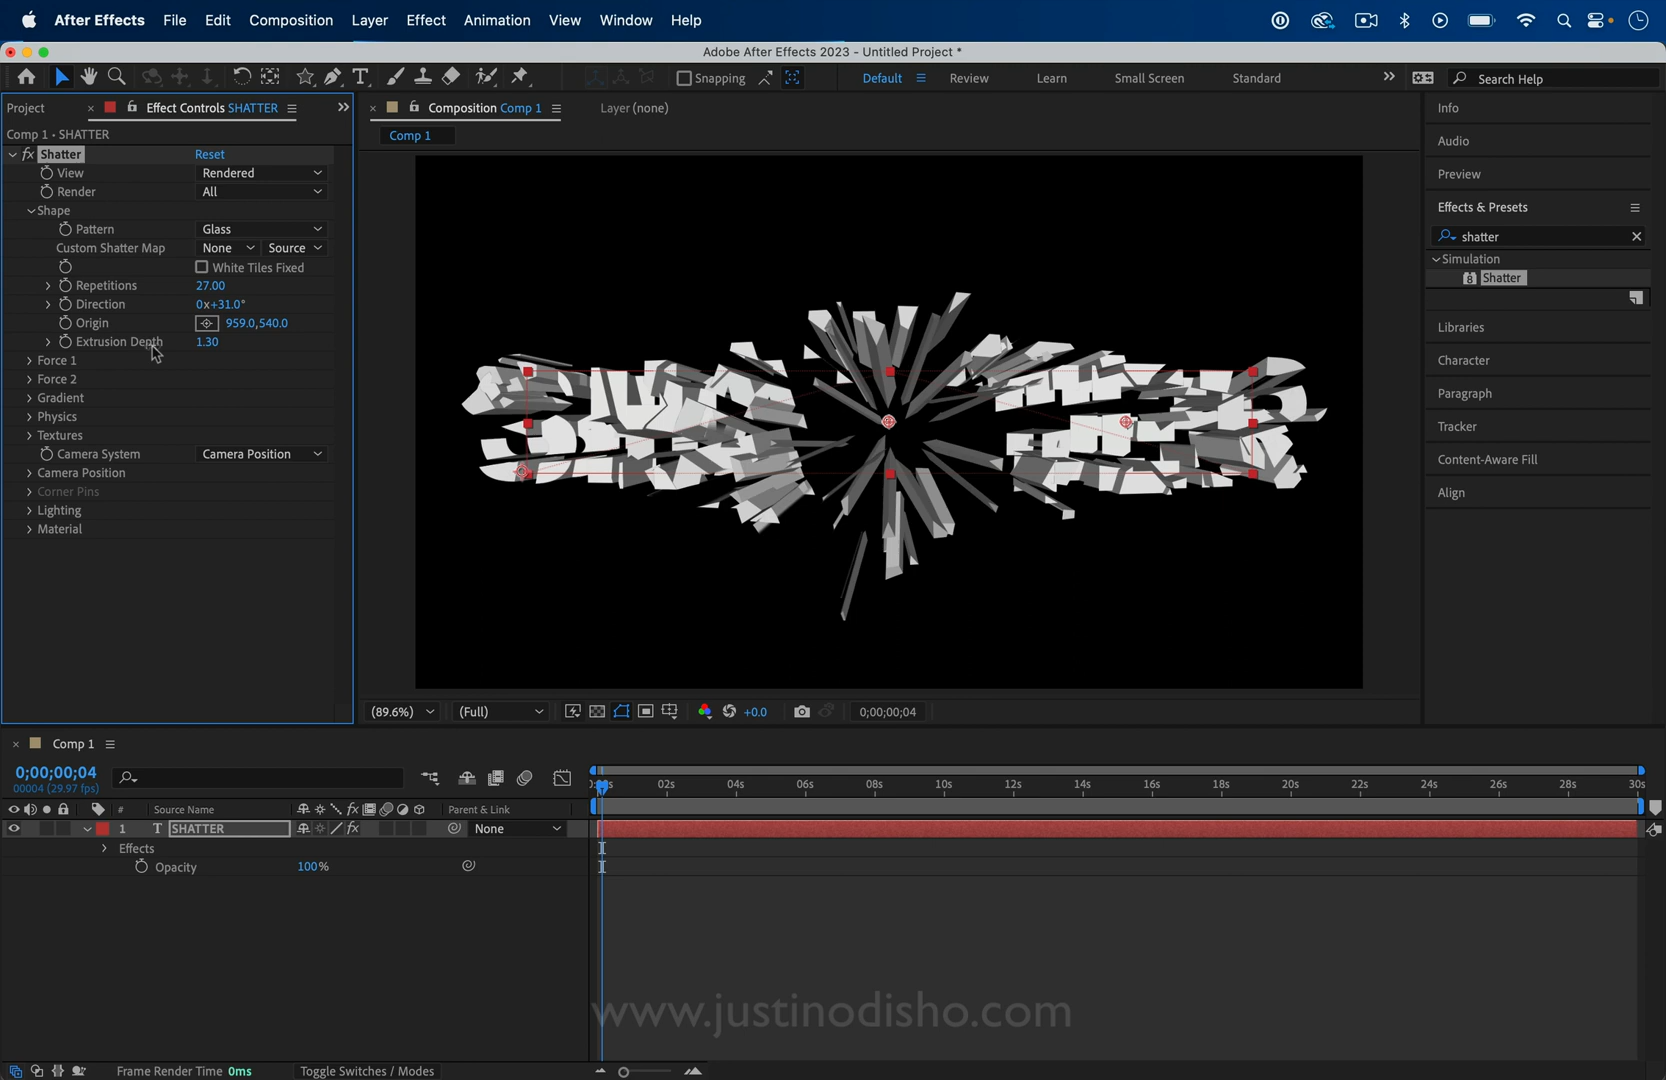 After Effects File Edit Composition Layer Effect Animation View Window Help
Adobe After Effects 2023 - Untitled Project *
Snapping Default Review Learn Small Screen Standard Search Help
Project Effect Controls SHATTER Composition Comp 1 Layer (none)
Comp 1 • SHATTER
Comp 1
fx Shatter Reset
View Rendered
Render All
Shape
Pattern Glass
Custom Shatter Map None Source
White Tiles Fixed
Repetitions 27.00
Direction 0x+31.0°
Origin 959.0,540.0
Extrusion Depth 1.30
Force 1
Force 2
Gradient
Physics
Textures
Camera System Camera Position
Camera Position
Corner Pins
Lighting
Material
(89.6%) (Full) +0.0 0;00;00;04
Info
Audio
Preview
Effects & Presets
shatter
Simulation
8 Shatter
Libraries
Character
Paragraph
Tracker
Content-Aware Fill
Align
Comp 1
0;00;00;04
00004 (29.97 fps)
02s 04s 06s 08s 10s 12s 14s 16s 18s 20s 22s 24s 26s 28s 30s
# Source Name fx Parent & Link
1 T SHATTER fx None
Effects
Opacity 100%
www.justinodisho.com
Frame Render Time 0ms Toggle Switches / Modes